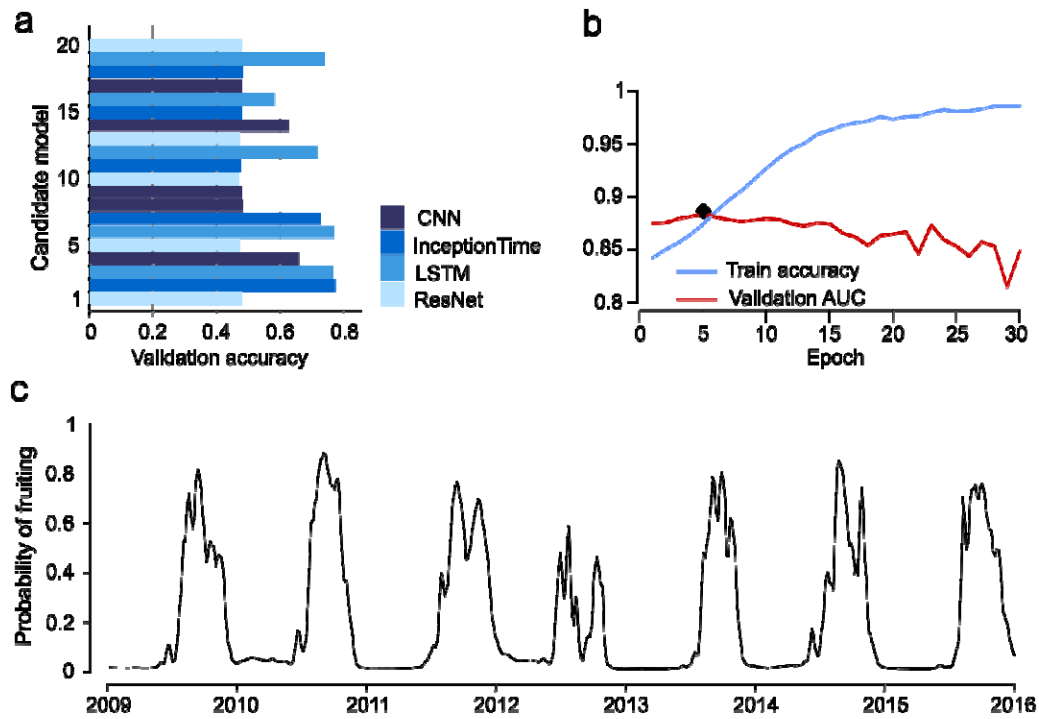 a
Candidate model
20
15
10
5
1
0 0.2 0.4 0.6 0.8
Validation accuracy
CNN
InceptionTime
LSTM
ResNet
b
1
0.95
0.9
0.85
0.8
Train accuracy
Validation AUC
5 10 15 20 25 30
Epoch
c
Probability of fruiting
1
0.8
0.6
0.4
0.2
0
2009 2010 2011 2012 2013 2014 2015 2016